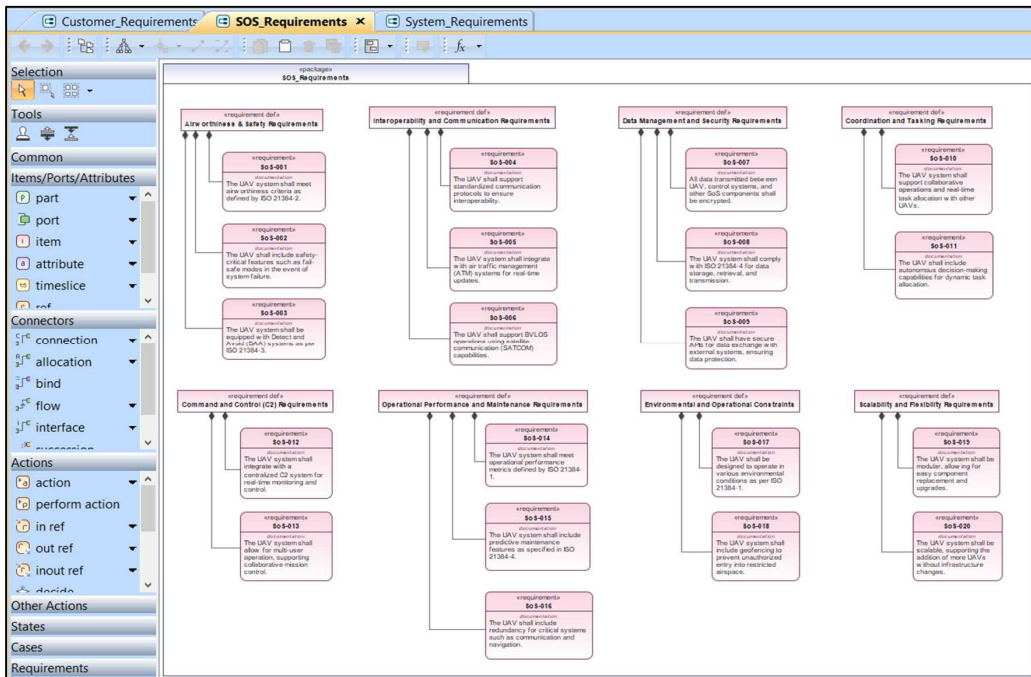 Customer_Requirements
SOS_Requirements ×
System_Requirements
fx
Selection
Tools
Common
Items/Ports/Attributes
part
port
item
attribute
timeslice
ref
Connectors
connection
allocation
bind
flow
interface
succession
Actions
action
perform action
in ref
out ref
inout ref
decide
Other Actions
States
Cases
Requirements
«package»
SOS_Requirements
«requirement def»
Airworthiness & Safety Requirements
«requirement»
SoS-001
documentation
The UAV system shall meet
airworthiness criteria as
defined by ISO 21384-2.
«requirement»
SoS-002
documentation
The UAV shall include safety-
critical features such as fail-
safe modes in the event of
system failure.
«requirement»
SoS-003
documentation
The UAV system shall be
equipped with Detect and
Avoid (DAA) systems as per
ISO 21384-3.
«requirement def»
Interoperability and Communication Requirements
«requirement»
SoS-004
documentation
The UAV shall support
standardized communication
protocols to ensure
interoperability.
«requirement»
SoS-005
documentation
The UAV system shall integrate
with air traffic management
(ATM) systems for real-time
updates.
«requirement»
SoS-006
documentation
The UAV shall support BVLOS
operations using satellite
communication (SATCOM)
capabilities.
«requirement def»
Data Management and Security Requirements
«requirement»
SoS-007
documentation
All data transmitted between
UAV, control systems, and
other SoS components shall
be encrypted.
«requirement»
SoS-008
documentation
The UAV system shall comply
with ISO 21384-4 for data
storage, retrieval, and
transmission.
«requirement»
SoS-009
documentation
The UAV shall have secure
APIs for data exchange with
external systems, ensuring
data protection.
«requirement def»
Coordination and Tasking Requirements
«requirement»
SoS-010
documentation
The UAV system shall
support collaborative
operations and real-time
task allocation with other
UAVs.
«requirement»
SoS-011
documentation
The UAV shall include
autonomous decision-making
capabilities for dynamic task
allocation.
«requirement def»
Command and Control (C2) Requirements
«requirement»
SoS-012
documentation
The UAV system shall
integrate with a
centralized C2 system for
real-time monitoring and
control.
«requirement»
SoS-013
documentation
The UAV system shall
allow for multi-user
operation, supporting
collaborative mission
control.
«requirement def»
Operational Performance and Maintenance Requirements
«requirement»
SoS-014
documentation
The UAV system shall meet
operational performance
metrics defined by ISO 21384-
1.
«requirement»
SoS-015
documentation
The UAV system shall include
predictive maintenance
features as specified in ISO
21384-4.
«requirement»
SoS-016
documentation
The UAV shall include
redundancy for critical systems
such as communication and
navigation.
«requirement def»
Environmental and Operational Constraints
«requirement»
SoS-017
documentation
The UAV shall be
designed to operate in
various environmental
conditions as per ISO
21384-1.
«requirement»
SoS-018
documentation
The UAV system shall
include geofencing to
prevent unauthorized
entry into restricted
airspace.
«requirement def»
Scalability and Flexibility Requirements
«requirement»
SoS-019
documentation
The UAV system shall be
modular, allowing for
easy component
replacement and
upgrades.
«requirement»
SoS-020
documentation
The UAV system shall be
scalable, supporting the
addition of more UAVs
without infrastructure
changes.